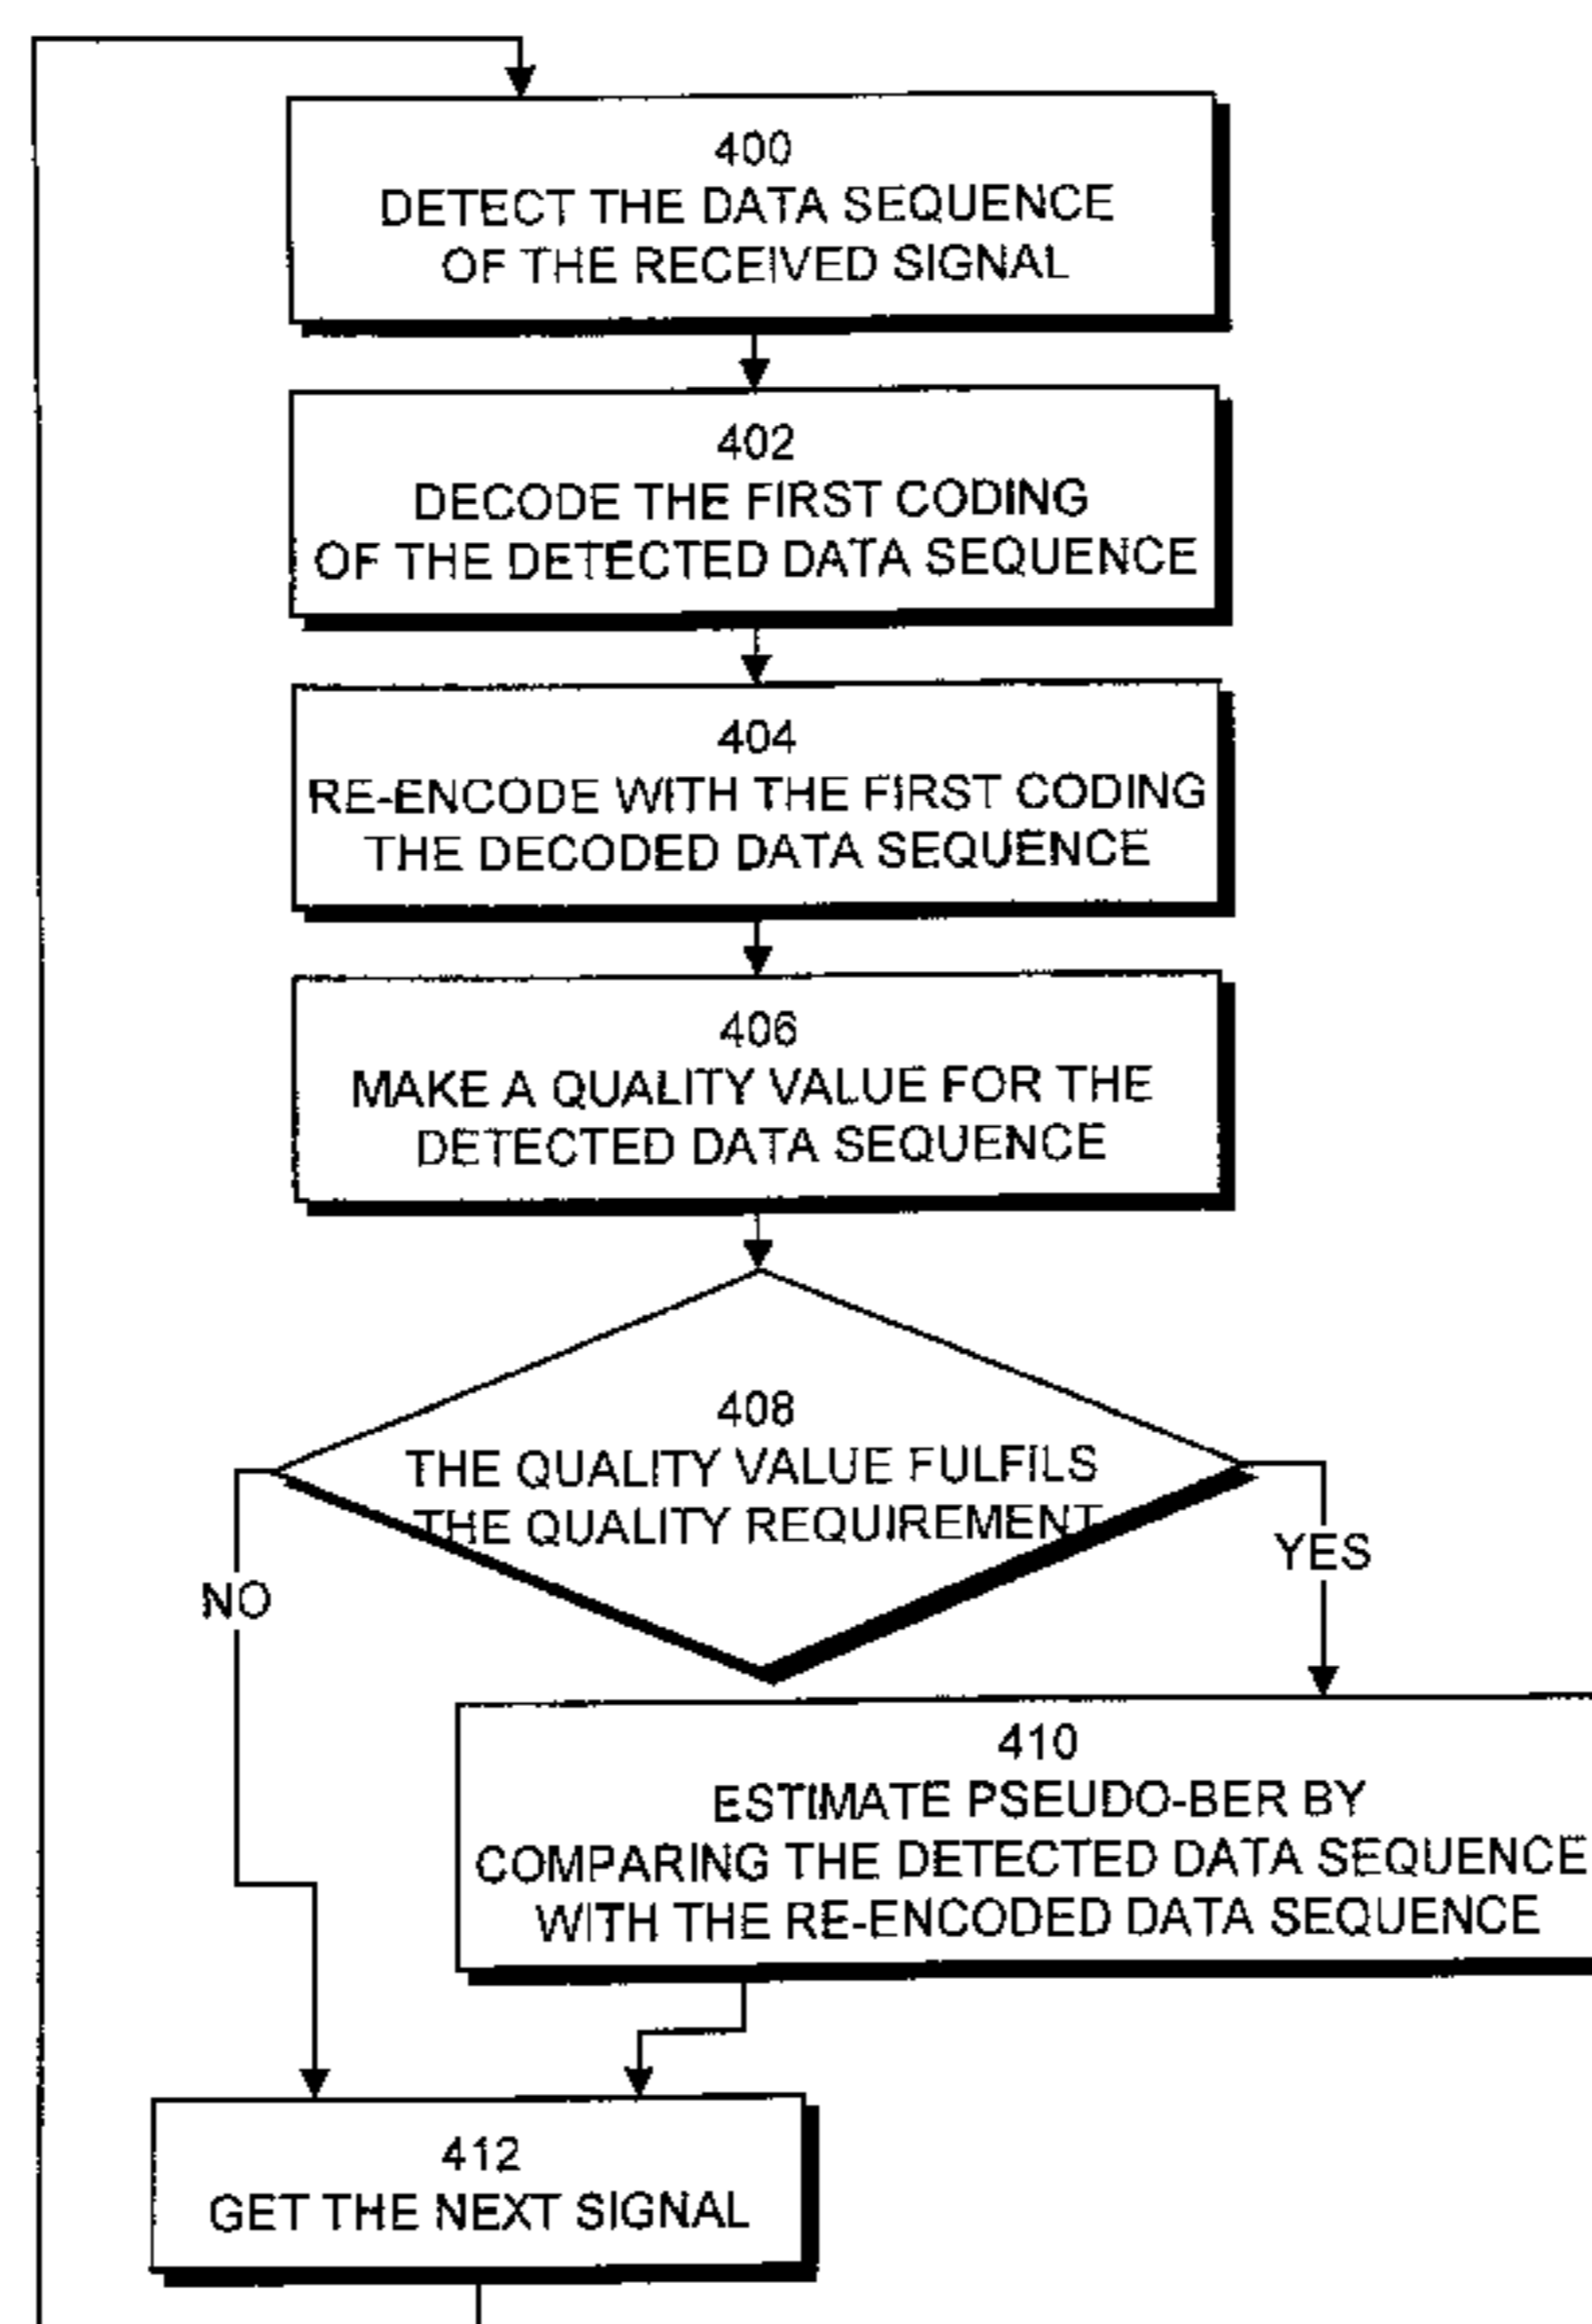 400
DETECT THE DATA SEQUENCE
OF THE RECEIVED SIGNAL
402
DECODE THE FIRST CODING
OF THE DETECTED DATA SEQUENCE
404
RE-ENCODE WITH THE FIRST CODING
THE DECODED DATA SEQUENCE
406
MAKE A QUALITY VALUE FOR THE
DETECTED DATA SEQUENCE
408
THE QUALITY VALUE FULFILS
THE QUALITY REQUIREMENT
YES
NO
410
ESTIMATE PSEUDO-BER BY
COMPARING THE DETECTED DATA SEQUENCE
WITH THE RE-ENCODED DATA SEQUENCE
412
GET THE NEXT SIGNAL